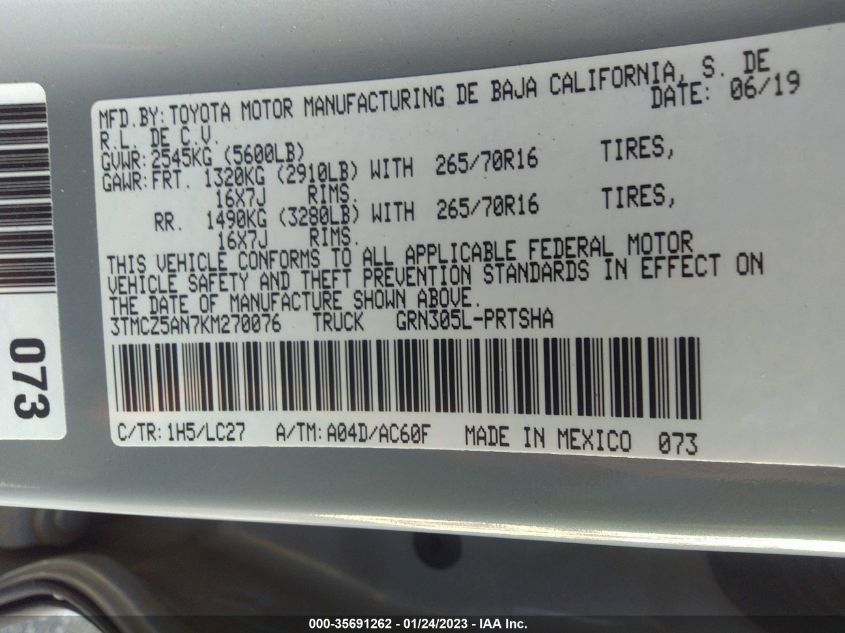 MFD.BY: TOYOTA MOTOR MANUFACTURING DE BAJA CALIFORNIA, S. DE
R.L. DE C.V. DATE: 06/19
GVWR: 2545KG (5600LB)
GAWR: FRT. 1320KG (2910LB) WITH 265/70R16 TIRES,
16X7J RIMS.
RR. 1490KG (3280LB) WITH 265/70R16 TIRES,
16X7J RIMS.
THIS VEHICLE CONFORMS TO ALL APPLICABLE FEDERAL MOTOR
VEHICLE SAFETY AND THEFT PREVENTION STANDARDS IN EFFECT ON
THE DATE OF MANUFACTURE SHOWN ABOVE.
3TMCZ5AN7KM270076 TRUCK GRN305L-PRTSHA
C/TR: 1H5/LC27 A/TM: A04D/AC60F MADE IN MEXICO 073
073
000-35691262 - 01/24/2023 - IAA Inc.